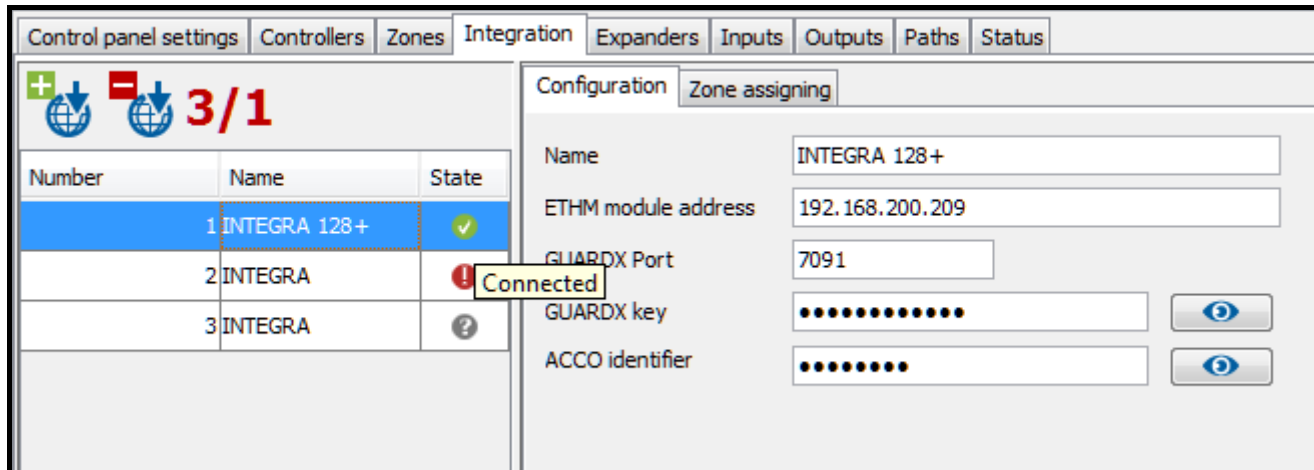 Control panel settings Controllers Zones Integration Expanders Inputs Outputs Paths Status
3/1
Configuration Zone assigning
Number Name State
1 INTEGRA 128+
2 INTEGRA
3 INTEGRA
Connected
Name INTEGRA 128+
ETHM module address 192.168.200.209
GUARDX Port 7091
GUARDX key ••••••••••••
ACCO identifier ••••••••